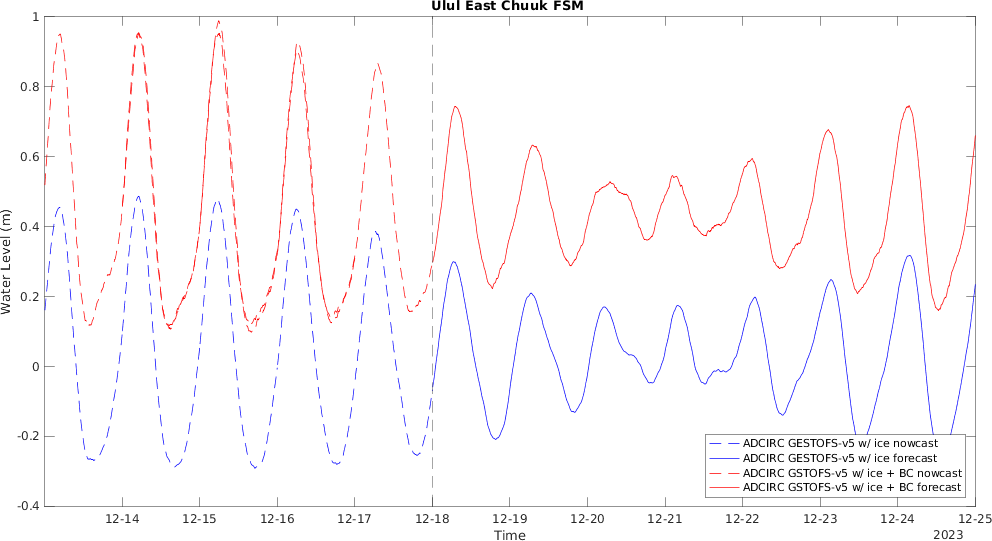 Ulul East Chuuk FSM
1
0.8
0.6
0.4
0.2
0
-0.2
-0.4
Water Level (m)
ADCIRC GESTOFS-v5 w/ ice nowcast
ADCIRC GESTOFS-v5 w/ ice forecast
ADCIRC GSTOFS-v5 w/ ice + BC nowcast
ADCIRC GSTOFS-v5 w/ ice + BC forecast
12-14 12-15 12-16 12-17 12-18 12-19 12-20 12-21 12-22 12-23 12-24 12-25
Time
2023